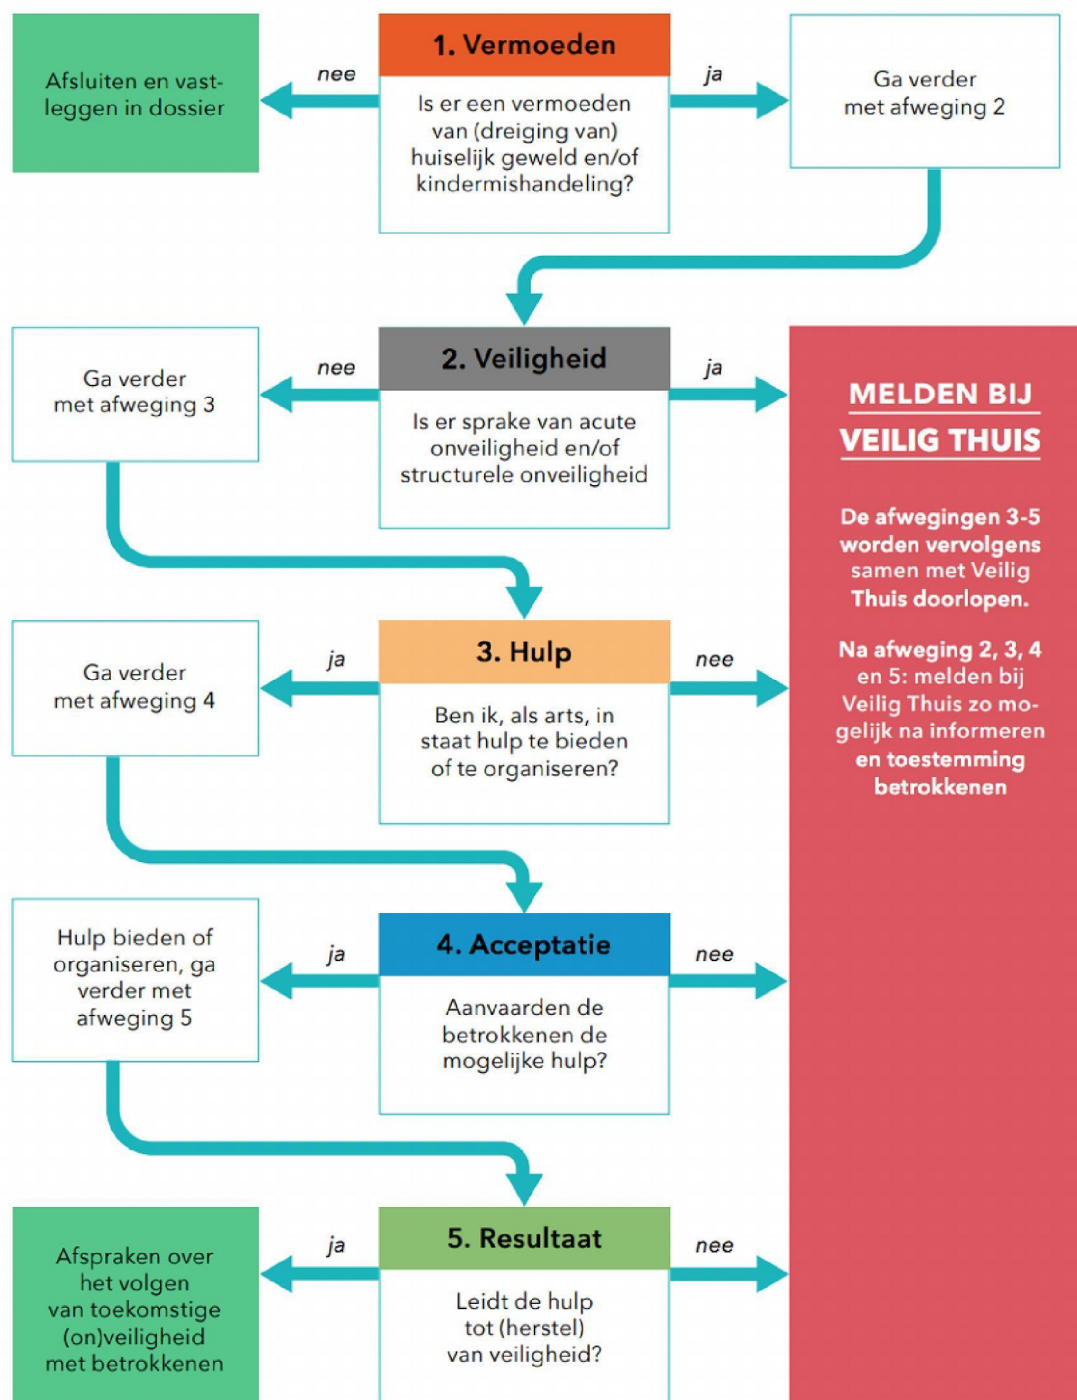 1. Vermoeden
Is er een vermoeden
van (dreiging van)
huiselijk geweld en/of
kindermishandeling?
nee
Afsluiten en vast-
leggen in dossier
ja
Ga verder
met afweging 2
2. Veiligheid
Is er sprake van acute
onveiligheid en/of
structurele onveiligheid
nee
Ga verder
met afweging 3
ja
MELDEN BIJ
VEILIG THUIS
De afwegingen 3-5
worden vervolgens
samen met Veilig
Thuis doorlopen.
Na afweging 2, 3, 4
en 5: melden bij
Veilig Thuis zo mo-
gelijk na informeren
en toestemming
betrokkenen
3. Hulp
Ben ik, als arts, in
staat hulp te bieden
of te organiseren?
ja
Ga verder
met afweging 4
nee
4. Acceptatie
Aanvaarden de
betrokkenen de
mogelijke hulp?
ja
Hulp bieden of
organiseren, ga
verder met
afweging 5
nee
5. Resultaat
Leidt de hulp
tot (herstel)
van veiligheid?
ja
Afspraken over
het volgen
van toekomstige
(on)veiligheid
met betrokkenen
nee